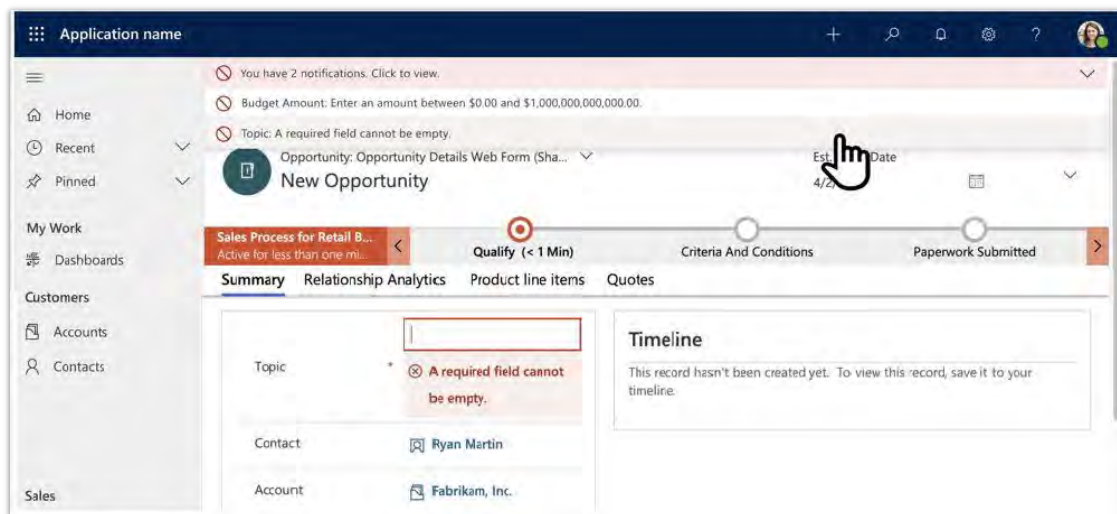 Application name
?
You have 2 notifications. Click to view.
Home
Budget Amount: Enter an amount between $0.00 and $1,000,000,000,000.00.
Recent
Topic: A required field cannot be empty.
Pinned
Opportunity: Opportunity Details Web Form (Sha...
New Opportunity
Est. Date
4/2/
My Work
Dashboards
Sales Process for Retail B...
Active for less than one mi...
Qualify (< 1 Min)
Criteria And Conditions
Paperwork Submitted
Summary Relationship Analytics Product line items Quotes
Customers
Accounts
Contacts
Topic *
A required field cannot
be empty.
Contact Ryan Martin
Account Fabrikam, Inc.
Timeline
This record hasn't been created yet. To view this record, save it to your
timeline.
Sales